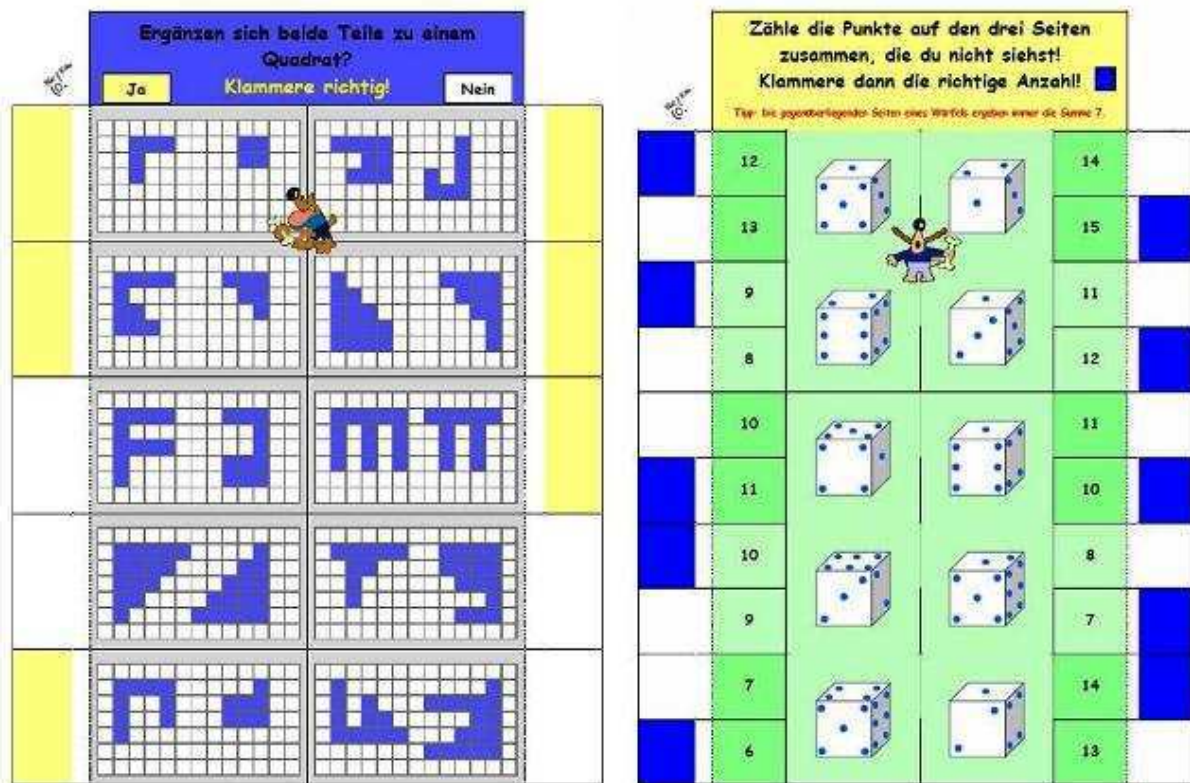 Ergänzen sich beide Teile zu einem
Quadrat?
Ja
Klammere richtig!
Nein
Zähle die Punkte auf den drei Seiten
zusammen, die du nicht siehst!
Klammere dann die richtige Anzahl!
Tipp: Die gegenüberliegenden Seiten eines Würfels ergeben immer die Summe 7.
12
14
13
15
9
11
8
12
10
11
11
10
10
8
9
7
7
14
6
13